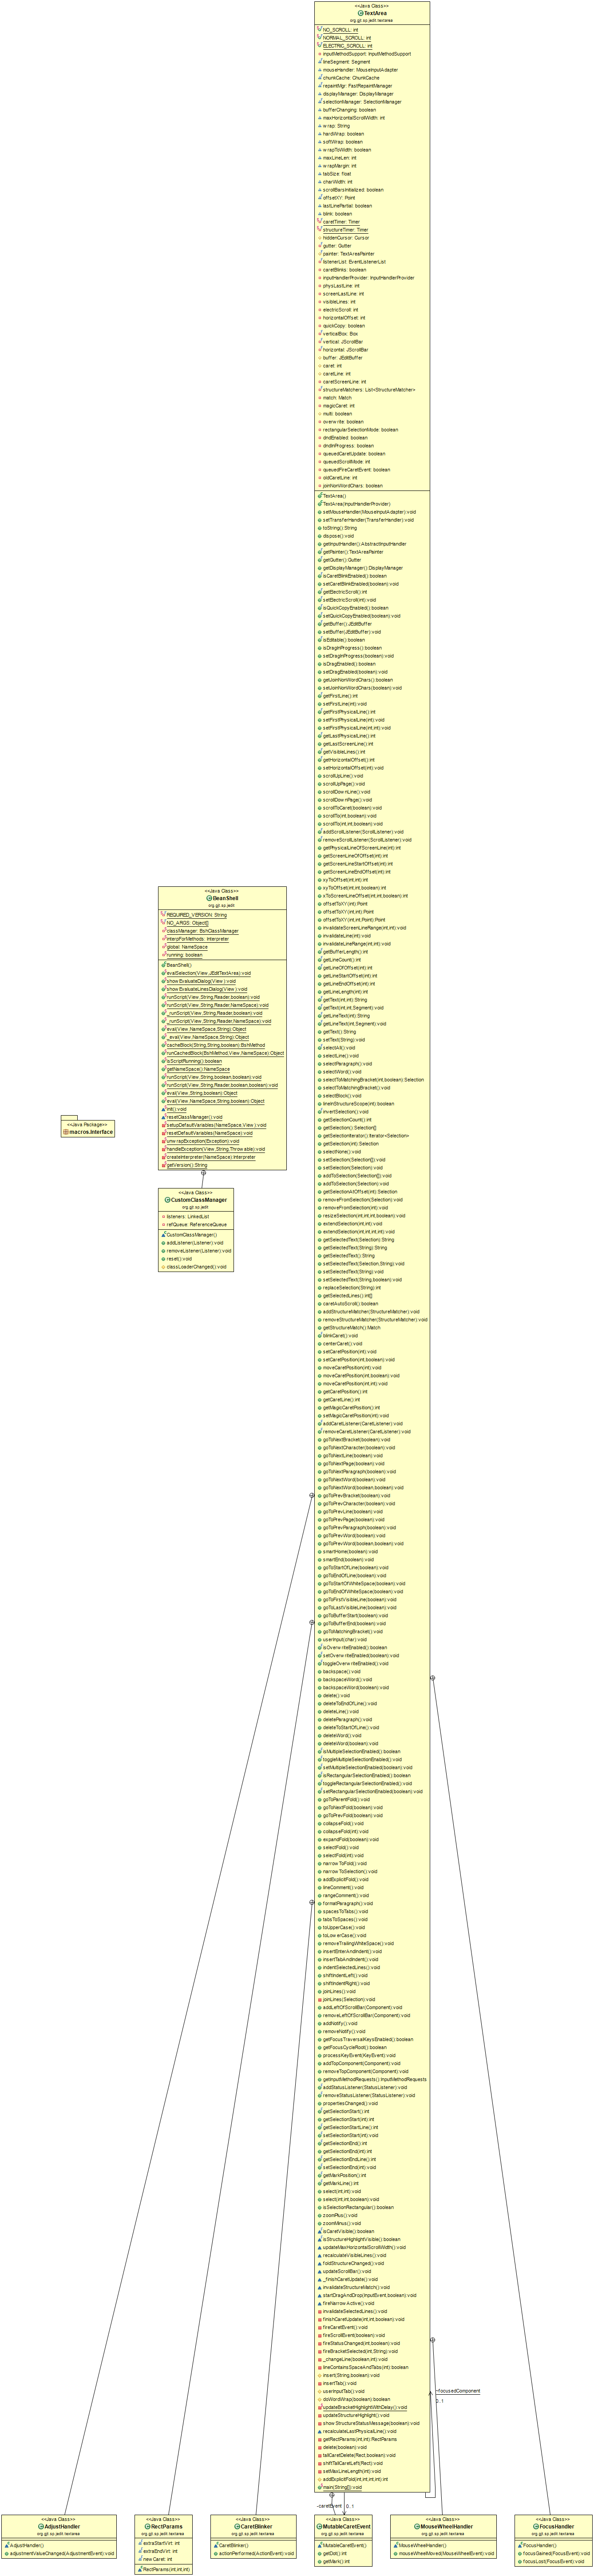 <<Java Class>>
TextArea
org.gjt.sp.jedit.textarea
NO_SCROLL: int
NORMAL_SCROLL: int
ELECTRIC_SCROLL: int
inputMethodSupport: InputMethodSupport
lineSegment: Segment
mouseHandler: MouseInputAdapter
chunkCache: ChunkCache
repaintMgr: FastRepaintManager
displayManager: DisplayManager
selectionManager: SelectionManager
bufferChanging: boolean
maxHorizontalScrollWidth: int
wrap: String
hardWrap: boolean
softWrap: boolean
wrapToWidth: boolean
maxLineLen: int
wrapMargin: int
tabSize: float
charWidth: int
scrollBarsInitialized: boolean
offsetXY: Point
lastLinePartial: boolean
blink: boolean
caretTimer: Timer
structureTimer: Timer
hiddenCursor: Cursor
gutter: Gutter
painter: TextAreaPainter
listenerList: EventListenerList
caretBlinks: boolean
inputHandlerProvider: InputHandlerProvider
physLastLine: int
screenLastLine: int
visibleLines: int
electricScroll: int
horizontalOffset: int
quickCopy: boolean
verticalBox: Box
vertical: JScrollBar
horizontal: JScrollBar
buffer: JEditBuffer
caret: int
caretLine: int
caretScreenLine: int
structureMatchers: List<StructureMatcher>
match: Match
magicCaret: int
multi: boolean
overwrite: boolean
rectangularSelectionMode: boolean
dndEnabled: boolean
dndInProgress: boolean
queuedCaretUpdate: boolean
queuedScrollMode: int
queuedFireCaretEvent: boolean
oldCaretLine: int
joinNonWordChars: boolean
TextArea()
TextArea(InputHandlerProvider)
setMouseHandler(MouseInputAdapter):void
setTransferHandler(TransferHandler):void
toString():String
dispose():void
getInputHandler():AbstractInputHandler
getPainter():TextAreaPainter
getGutter():Gutter
getDisplayManager():DisplayManager
isCaretBlinkEnabled():boolean
setCaretBlinkEnabled(boolean):void
getElectricScroll():int
setElectricScroll(int):void
isQuickCopyEnabled():boolean
setQuickCopyEnabled(boolean):void
getBuffer():JEditBuffer
setBuffer(JEditBuffer):void
isEditable():boolean
isDragInProgress():boolean
setDragInProgress(boolean):void
isDragEnabled():boolean
setDragEnabled(boolean):void
getJoinNonWordChars():boolean
setJoinNonWordChars(boolean):void
getFirstLine():int
setFirstLine(int):void
getFirstPhysicalLine():int
setFirstPhysicalLine(int):void
setFirstPhysicalLine(int,int):void
getLastPhysicalLine():int
getLastScreenLine():int
getVisibleLines():int
getHorizontalOffset():int
setHorizontalOffset(int):void
scrollUpLine():void
scrollUpPage():void
scrollDownLine():void
scrollDownPage():void
scrollToCaret(boolean):void
scrollTo(int,boolean):void
scrollTo(int,int,boolean):void
addScrollListener(ScrollListener):void
removeScrollListener(ScrollListener):void
getPhysicalLineOfScreenLine(int):int
getScreenLineOfOffset(int):int
getScreenLineStartOffset(int):int
getScreenLineEndOffset(int):int
xyToOffset(int,int):int
xyToOffset(int,int,boolean):int
xToScreenLineOffset(int,int,boolean):int
offsetToXY(int):Point
offsetToXY(int,int):Point
offsetToXY(int,int,Point):Point
invalidateScreenLineRange(int,int):void
invalidateLine(int):void
invalidateLineRange(int,int):void
getBufferLength():int
getLineCount():int
getLineOfOffset(int):int
getLineStartOffset(int):int
getLineEndOffset(int):int
getLineLength(int):int
getText(int,int):String
getText(int,int,Segment):void
getLineText(int):String
getLineText(int,Segment):void
getText():String
setText(String):void
selectAll():void
selectLine():void
selectParagraph():void
selectWord():void
selectToMatchingBracket(int,boolean):Selection
selectToMatchingBracket():void
selectBlock():void
lineInStructureScope(int):boolean
invertSelection():void
getSelectionCount():int
getSelection():Selection[]
getSelectionIterator():Iterator<Selection>
getSelection(int):Selection
selectNone():void
setSelection(Selection[]):void
setSelection(Selection):void
addToSelection(Selection[]):void
addToSelection(Selection):void
getSelectionAtOffset(int):Selection
removeFromSelection(Selection):void
removeFromSelection(int):void
resizeSelection(int,int,int,boolean):void
extendSelection(int,int):void
extendSelection(int,int,int,int):void
getSelectedText(Selection):String
getSelectedText(String):String
getSelectedText():String
setSelectedText(Selection,String):void
setSelectedText(String):void
setSelectedText(String,boolean):void
replaceSelection(String):int
getSelectedLines():int[]
caretAutoScroll():boolean
addStructureMatcher(StructureMatcher):void
removeStructureMatcher(StructureMatcher):void
getStructureMatch():Match
blinkCaret():void
centerCaret():void
setCaretPosition(int):void
setCaretPosition(int,boolean):void
moveCaretPosition(int):void
moveCaretPosition(int,boolean):void
moveCaretPosition(int,int):void
getCaretPosition():int
getCaretLine():int
getMagicCaretPosition():int
setMagicCaretPosition(int):void
addCaretListener(CaretListener):void
removeCaretListener(CaretListener):void
goToNextBracket(boolean):void
goToNextCharacter(boolean):void
goToNextLine(boolean):void
goToNextPage(boolean):void
goToNextParagraph(boolean):void
goToNextWord(boolean):void
goToNextWord(boolean,boolean):void
goToPrevBracket(boolean):void
goToPrevCharacter(boolean):void
goToPrevLine(boolean):void
goToPrevPage(boolean):void
goToPrevParagraph(boolean):void
goToPrevWord(boolean):void
goToPrevWord(boolean,boolean):void
smartHome(boolean):void
smartEnd(boolean):void
goToStartOfLine(boolean):void
goToEndOfLine(boolean):void
goToStartOfWhiteSpace(boolean):void
goToEndOfWhiteSpace(boolean):void
goToFirstVisibleLine(boolean):void
goToLastVisibleLine(boolean):void
goToBufferStart(boolean):void
goToBufferEnd(boolean):void
goToMatchingBracket():void
userInput(char):void
isOverwriteEnabled():boolean
setOverwriteEnabled(boolean):void
toggleOverwriteEnabled():void
backspace():void
backspaceWord():void
backspaceWord(boolean):void
delete():void
deleteToEndOfLine():void
deleteLine():void
deleteParagraph():void
deleteToStartOfLine():void
deleteWord():void
deleteWord(boolean):void
isMultipleSelectionEnabled():boolean
toggleMultipleSelectionEnabled():void
setMultipleSelectionEnabled(boolean):void
isRectangularSelectionEnabled():boolean
toggleRectangularSelectionEnabled():void
setRectangularSelectionEnabled(boolean):void
goToParentFold():void
goToNextFold(boolean):void
goToPrevFold(boolean):void
collapseFold():void
collapseFold(int):void
expandFold(boolean):void
selectFold():void
selectFold(int):void
narrowToFold():void
narrowToSelection():void
addExplicitFold():void
lineComment():void
rangeComment():void
formatParagraph():void
spacesToTabs():void
tabsToSpaces():void
toUpperCase():void
toLowerCase():void
removeTrailingWhiteSpace():void
insertEnterAndIndent():void
insertTabAndIndent():void
indentSelectedLines():void
shiftIndentLeft():void
shiftIndentRight():void
joinLines():void
joinLines(Selection):void
addLeftOfScrollBar(Component):void
removeLeftOfScrollBar(Component):void
addNotify():void
removeNotify():void
getFocusTraversalKeysEnabled():boolean
getFocusCycleRoot():boolean
processKeyEvent(KeyEvent):void
addTopComponent(Component):void
removeTopComponent(Component):void
getInputMethodRequests():InputMethodRequests
addStatusListener(StatusListener):void
removeStatusListener(StatusListener):void
propertiesChanged():void
getSelectionStart():int
getSelectionStart(int):int
getSelectionStartLine():int
setSelectionStart(int):void
getSelectionEnd():int
getSelectionEnd(int):int
getSelectionEndLine():int
setSelectionEnd(int):void
getMarkPosition():int
getMarkLine():int
select(int,int):void
select(int,int,boolean):void
isSelectionRectangular():boolean
zoomPlus():void
zoomMinus():void
isCaretVisible():boolean
isStructureHighlightVisible():boolean
updateMaxHorizontalScrollWidth():void
recalculateVisibleLines():void
foldStructureChanged():void
updateScrollBar():void
_finishCaretUpdate():void
invalidateStructureMatch():void
startDragAndDrop(InputEvent,boolean):void
fireNarrowActive():void
invalidateSelectedLines():void
finishCaretUpdate(int,int,boolean):void
fireCaretEvent():void
fireScrollEvent(boolean):void
fireStatusChanged(int,boolean):void
fireBracketSelected(int,String):void
_changeLine(boolean,int):void
lineContainsSpaceAndTabs(int):boolean
insert(String,boolean):void
insertTab():void
userInputTab():void
doWordWrap(boolean):boolean
updateBracketHighlightWithDelay():void
updateStructureHighlight():void
showStructureStatusMessage(boolean):void
recalculateLastPhysicalLine():void
getRectParams(int,int):RectParams
delete(boolean):void
tallCaretDelete(Rect,boolean):void
shiftTallCaretLeft(Rect):void
setMaxLineLength(int):void
addExplicitFold(int,int,int,int):void
main(String[]):void
<<Java Class>>
BeanShell
org.gjt.sp.jedit
REQUIRED_VERSION: String
NO_ARGS: Object[]
classManager: BshClassManager
interpForMethods: Interpreter
global: NameSpace
running: boolean
BeanShell()
evalSelection(View,JEditTextArea):void
showEvaluateDialog(View):void
showEvaluateLinesDialog(View):void
runScript(View,String,Reader,boolean):void
runScript(View,String,Reader,NameSpace):void
_runScript(View,String,Reader,boolean):void
_runScript(View,String,Reader,NameSpace):void
eval(View,NameSpace,String):Object
_eval(View,NameSpace,String):Object
cacheBlock(String,String,boolean):BshMethod
runCachedBlock(BshMethod,View,NameSpace):Object
isScriptRunning():boolean
getNameSpace():NameSpace
runScript(View,String,boolean,boolean):void
runScript(View,String,Reader,boolean,boolean):void
eval(View,String,boolean):Object
eval(View,NameSpace,String,boolean):Object
init():void
resetClassManager():void
setupDefaultVariables(NameSpace,View):void
resetDefaultVariables(NameSpace):void
unwrapException(Exception):void
handleException(View,String,Throwable):void
createInterpreter(NameSpace):Interpreter
getVersion():String
<<Java Package>>
macros.Interface
<<Java Class>>
CustomClassManager
org.gjt.sp.jedit
listeners: LinkedList
refQueue: ReferenceQueue
CustomClassManager()
addListener(Listener):void
removeListener(Listener):void
reset():void
classLoaderChanged():void
~focusedComponent
0..1
-caretEvent
0..1
<<Java Class>>
AdjustHandler
org.gjt.sp.jedit.textarea
AdjustHandler()
adjustmentValueChanged(AdjustmentEvent):void
<<Java Class>>
RectParams
org.gjt.sp.jedit.textarea
extraStartVirt: int
extraEndVirt: int
newCaret: int
RectParams(int,int,int)
<<Java Class>>
CaretBlinker
org.gjt.sp.jedit.textarea
CaretBlinker()
actionPerformed(ActionEvent):void
<<Java Class>>
MutableCaretEvent
org.gjt.sp.jedit.textarea
MutableCaretEvent()
getDot():int
getMark():int
<<Java Class>>
MouseWheelHandler
org.gjt.sp.jedit.textarea
MouseWheelHandler()
mouseWheelMoved(MouseWheelEvent):void
<<Java Class>>
FocusHandler
org.gjt.sp.jedit.textarea
FocusHandler()
focusGained(FocusEvent):void
focusLost(FocusEvent):void